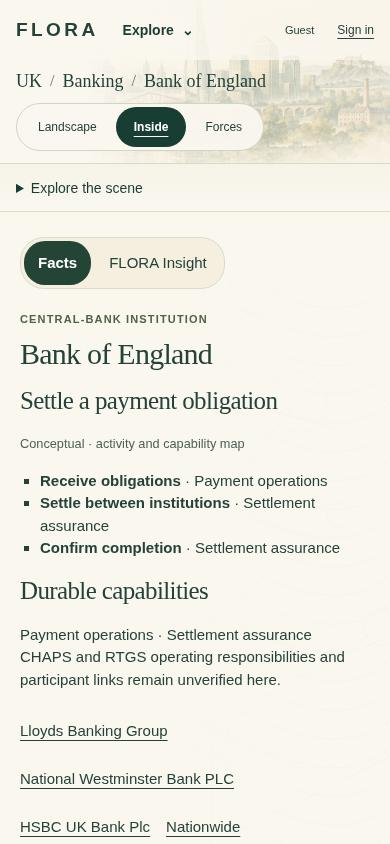 FLORA Explore Guest Sign in
UK / Banking / Bank of England
Landscape Inside Forces
Explore the scene
Facts FLORA Insight
CENTRAL-BANK INSTITUTION
Bank of England
Settle a payment obligation
Conceptual · activity and capability map
Receive obligations · Payment operations
Settle between institutions · Settlement
assurance
Confirm completion · Settlement assurance
Durable capabilities
Payment operations · Settlement assurance
CHAPS and RTGS operating responsibilities and
participant links remain unverified here.
Lloyds Banking Group
National Westminster Bank PLC
HSBC UK Bank Plc Nationwide